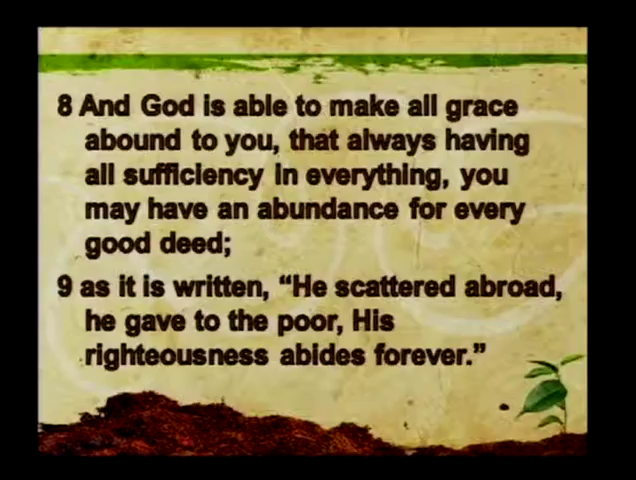 8 And God is able to make all grace
abound to you, that always having
all sufficiency in everything, you
may have an abundance for every
good deed;
9 as it is written, “He scattered abroad,
he gave to the poor, His
righteousness abides forever.”